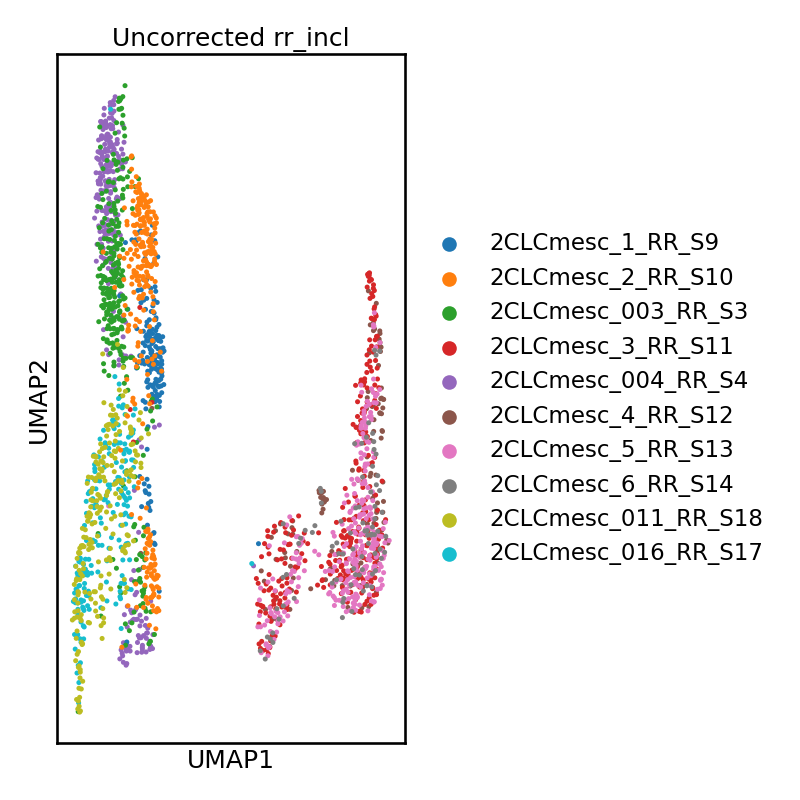 Uncorrected rr_incl
UMAP2
UMAP1
2CLCmesc_1_RR_S9
2CLCmesc_2_RR_S10
2CLCmesc_003_RR_S3
2CLCmesc_3_RR_S11
2CLCmesc_004_RR_S4
2CLCmesc_4_RR_S12
2CLCmesc_5_RR_S13
2CLCmesc_6_RR_S14
2CLCmesc_011_RR_S18
2CLCmesc_016_RR_S17